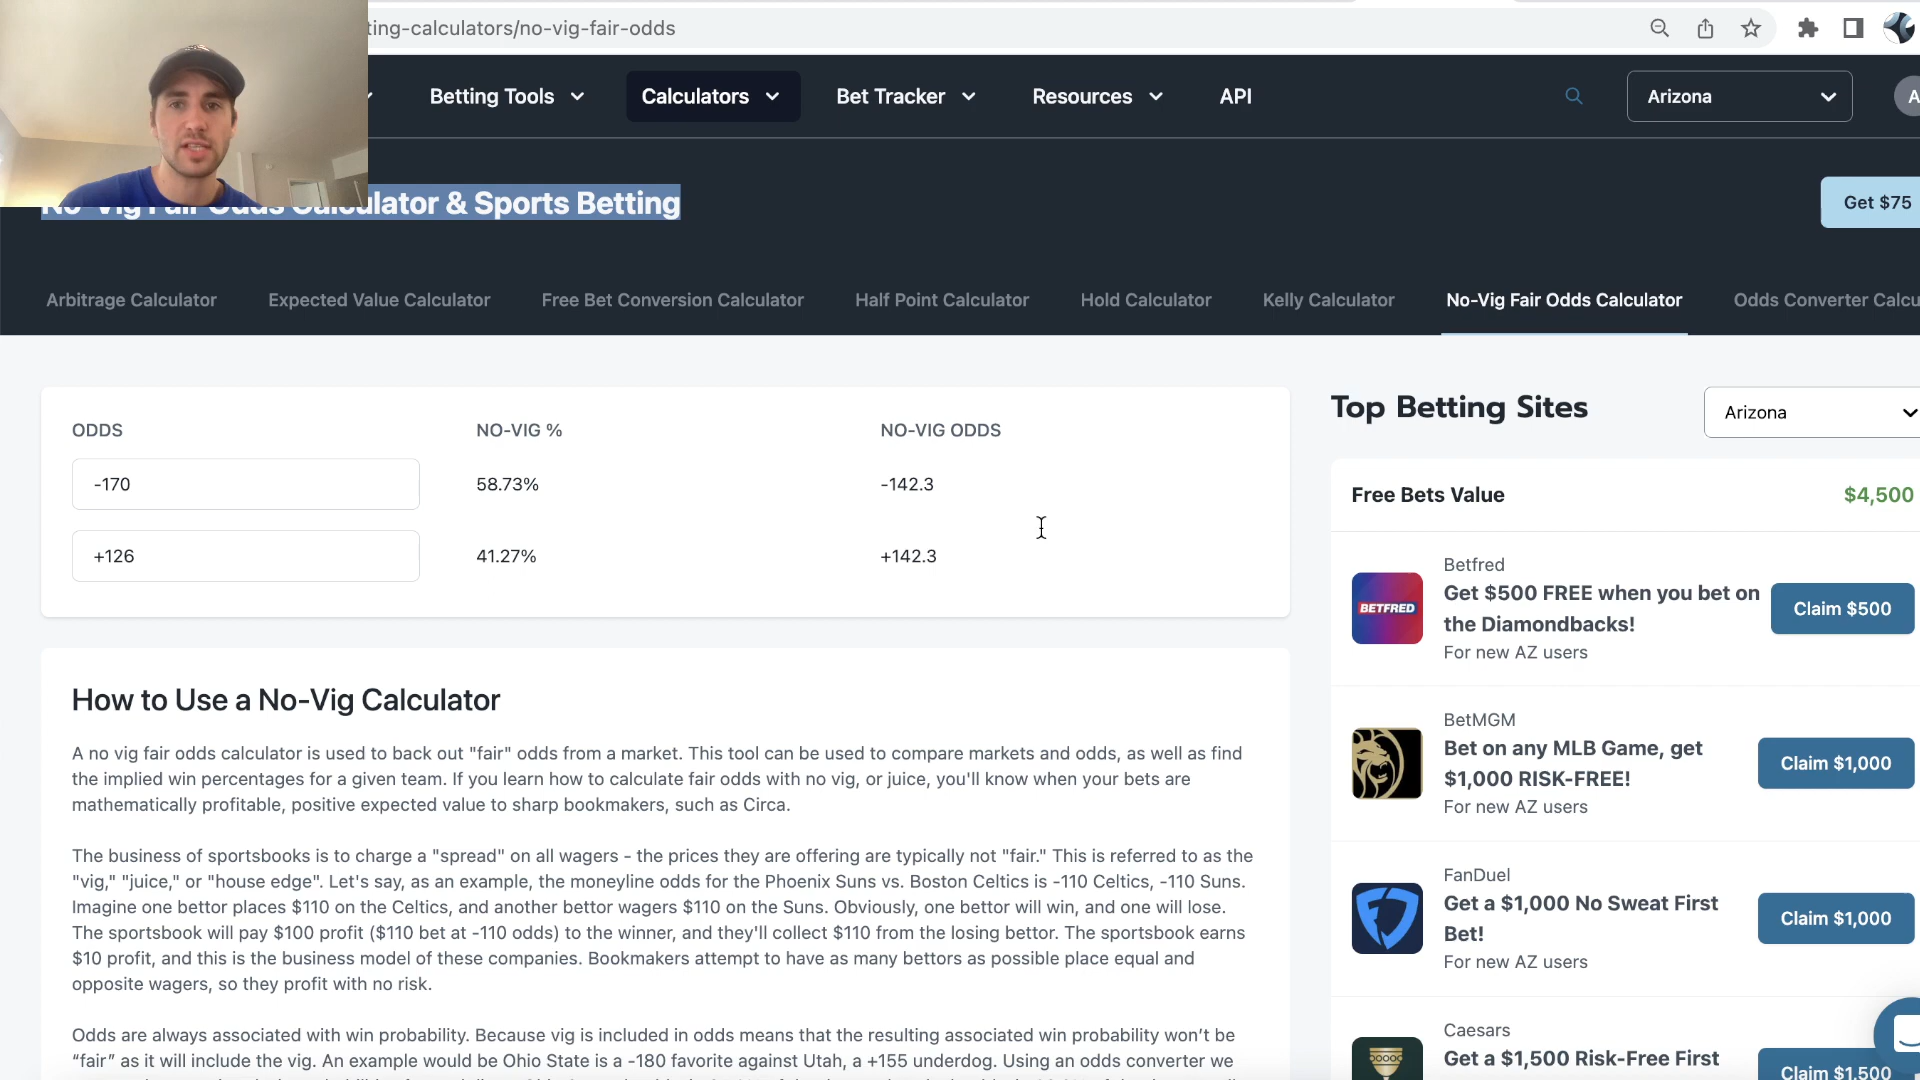 ting-calculators/no-vig-fair-odds
Betting Tools
Calculators
Bet Tracker
Resources
API
Arizona
A
No-Vig Fair Odds Calculator & Sports Betting
Get $75
Arbitrage Calculator
Expected Value Calculator
Free Bet Conversion Calculator
Half Point Calculator
Hold Calculator
Kelly Calculator
No-Vig Fair Odds Calculator
Odds Converter Calcu
ODDS NO-VIG % NO-VIG ODDS
-170 58.73% -142.3
+126 41.27% +142.3
How to Use a No-Vig Calculator
A no vig fair odds calculator is used to back out "fair" odds from a market. This tool can be used to compare markets and odds, as well as find
the implied win percentages for a given team. If you learn how to calculate fair odds with no vig, or juice, you'll know when your bets are
mathematically profitable, positive expected value to sharp bookmakers, such as Circa.
The business of sportsbooks is to charge a "spread" on all wagers - the prices they are offering are typically not "fair." This is referred to as the
"vig," "juice," or "house edge". Let's say, as an example, the moneyline odds for the Phoenix Suns vs. Boston Celtics is -110 Celtics, -110 Suns.
Imagine one bettor places $110 on the Celtics, and another bettor wagers $110 on the Suns. Obviously, one bettor will win, and one will lose.
The sportsbook will pay $100 profit ($110 bet at -110 odds) to the winner, and they'll collect $110 from the losing bettor. The sportsbook earns
$10 profit, and this is the business model of these companies. Bookmakers attempt to have as many bettors as possible place equal and
opposite wagers, so they profit with no risk.
Odds are always associated with win probability. Because vig is included in odds means that the resulting associated win probability won't be
“fair” as it will include the vig. An example would be Ohio State is a -180 favorite against Utah, a +155 underdog. Using an odds converter we
Top Betting Sites
Arizona
Free Bets Value $4,500
Betfred
BETFRED
Get $500 FREE when you bet on
the Diamondbacks!
For new AZ users
Claim $500
BetMGM
Bet on any MLB Game, get
$1,000 RISK-FREE!
For new AZ users
Claim $1,000
FanDuel
Get a $1,000 No Sweat First
Bet!
For new AZ users
Claim $1,000
Caesars
Get a $1,500 Risk-Free First
Claim $1,500